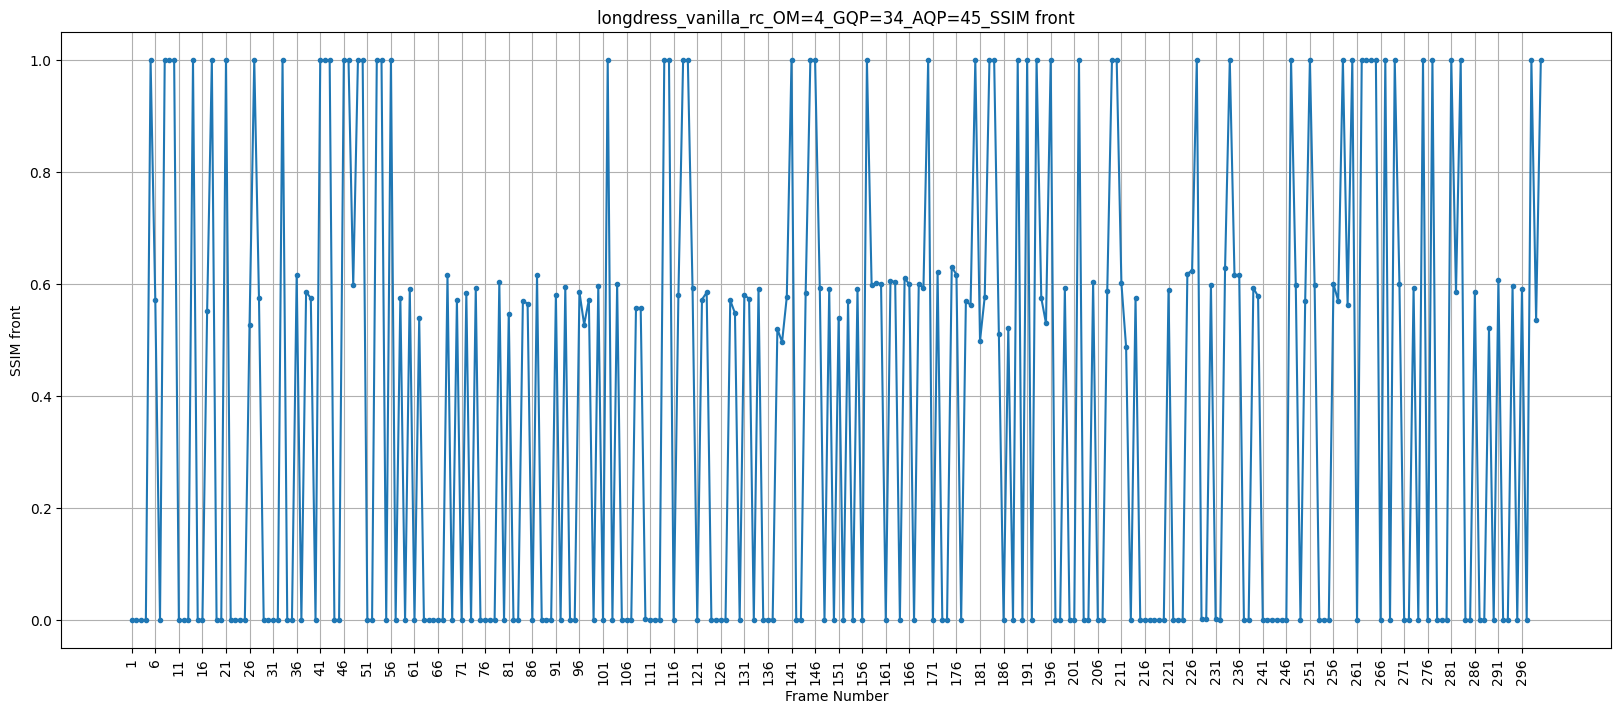 longdress_vanilla_rc_OM=4_GQP=34_AQP=45_SSIM front
SSIM front
1.0
0.8
0.6
0.4
0.2
0.0
1 6 11 16 21 26 31 36 41 46 51 56 61 66 71 76 81 86 91 96 101 106 111 116 121 126 131 136 141 146 151 156 161 166 171 176 181 186 191 196 201 206 211 216 221 226 231 236 241 246 251 256 261 266 271 276 281 286 291 296
Frame Number